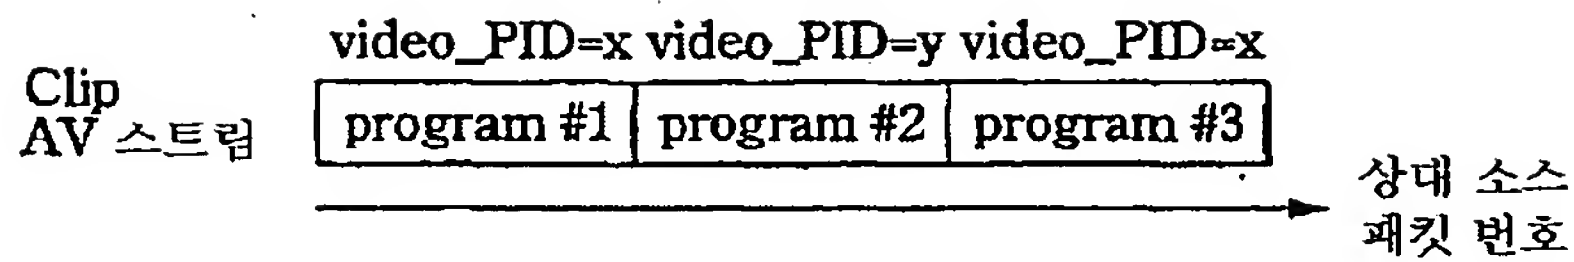 video_PID=x video_PID=y video_PID=x
Clip
AV 스트림
program #1 program #2 program #3
상대 소스
패킷 번호